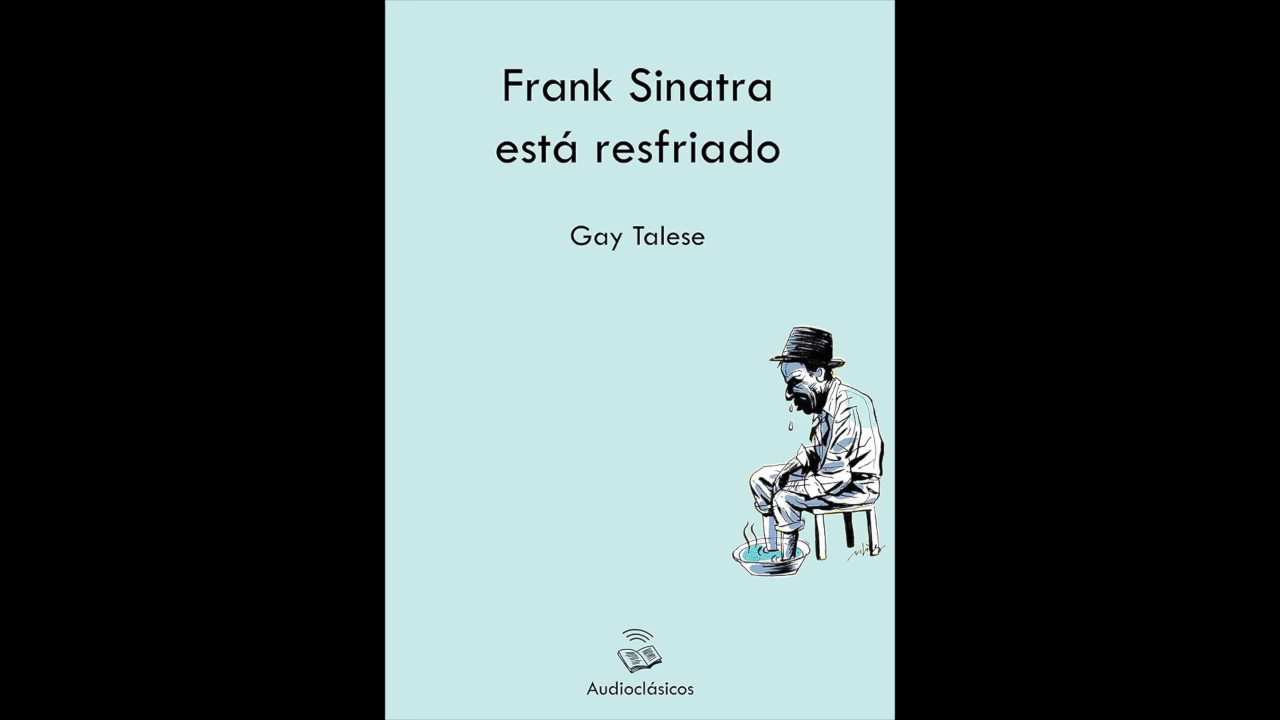 Frank Sinatra
está resfriado
Gay Talese
Audioclásicos